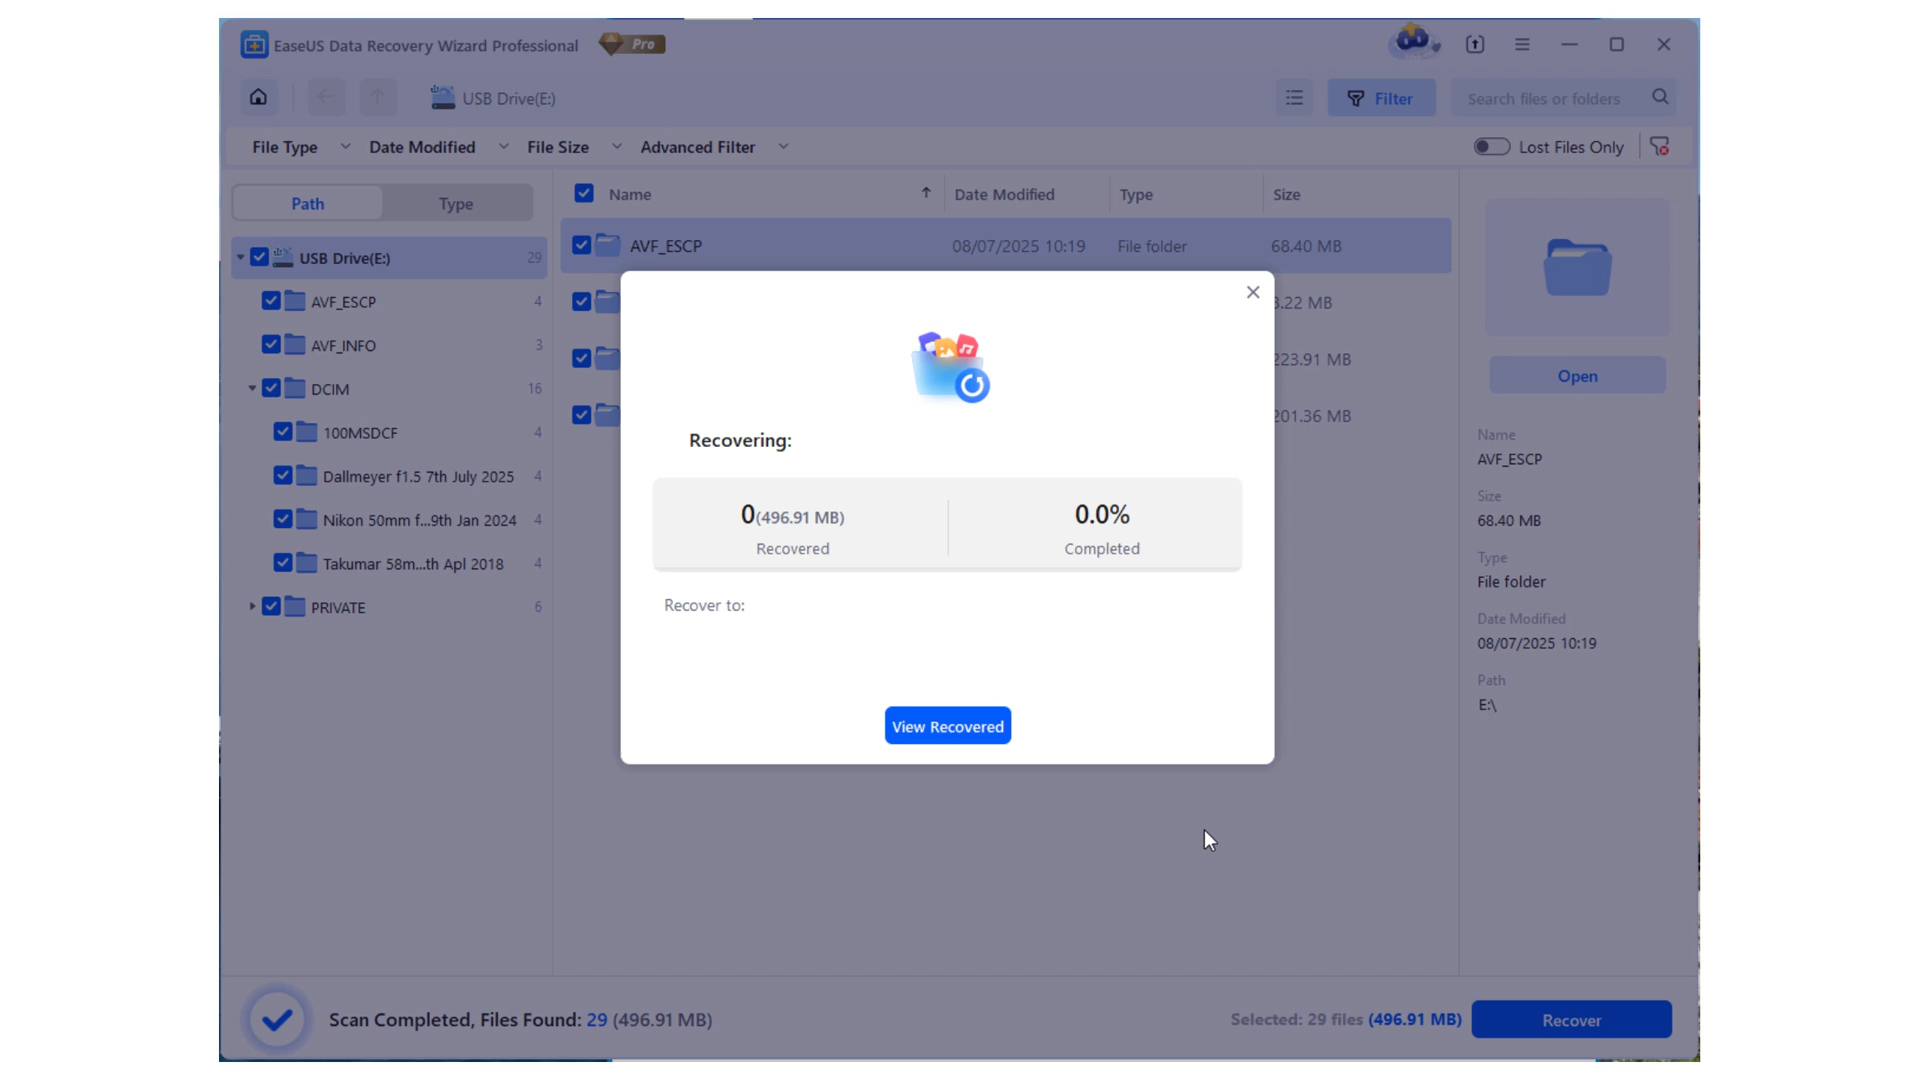 EaseUS Data Recovery Wizard Professional Pro
USB Drive(E:) Filter Search files or folders
File Type Date Modified File Size Advanced Filter Lost Files Only
Path Type
Name Date Modified Type Size
USB Drive(E:) 29
AVF_ESCP 4
AVF_INFO 3
DCIM 16
100MSDCF 4
Dallmeyer f1.5 7th July 2025 4
Nikon 50mm f...9th Jan 2024 4
Takumar 58m...th Apl 2018 4
PRIVATE 6
AVF_ESCP 08/07/2025 10:19 File folder 68.40 MB
3.22 MB
223.91 MB
201.36 MB
Recovering:
0(496.91 MB)
Recovered
0.0%
Completed
Recover to:
View Recovered
Open
Name
AVF_ESCP
Size
68.40 MB
Type
File folder
Date Modified
08/07/2025 10:19
Path
E:\
Scan Completed, Files Found: 29 (496.91 MB)
Selected: 29 files (496.91 MB) Recover